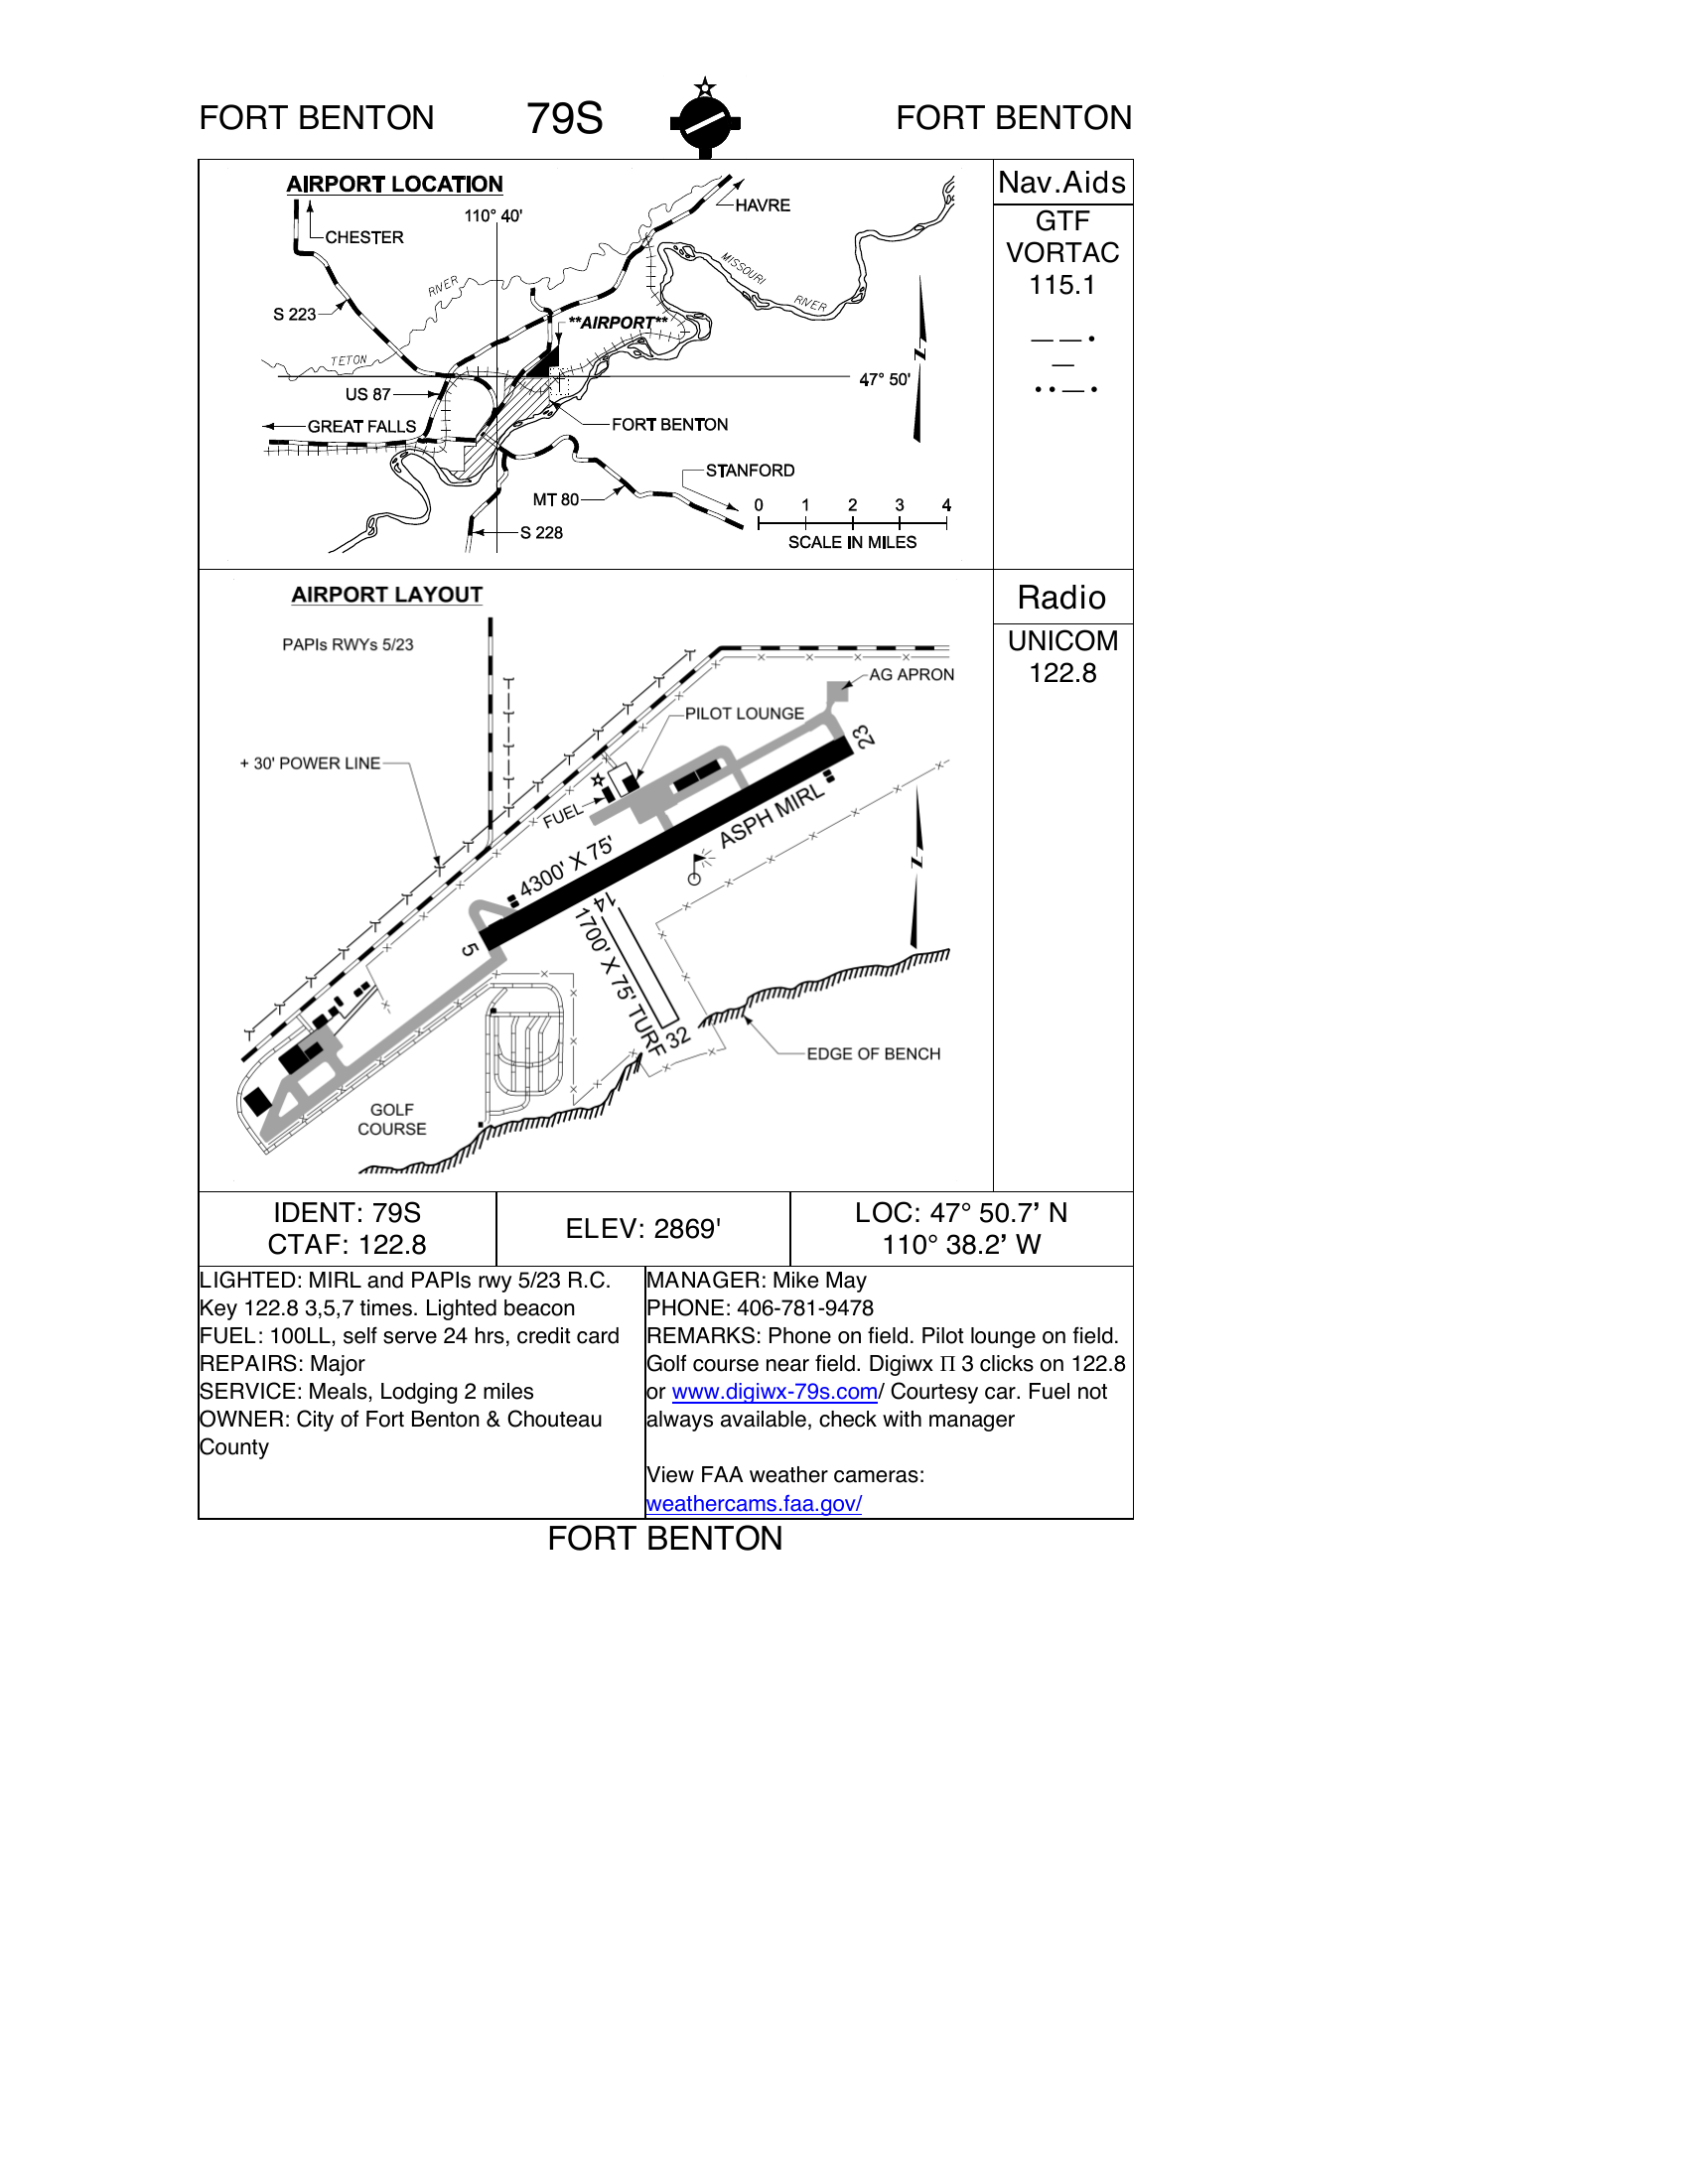 FORT BENTON 79S FORT BENTON
AIRPORT LOCATION
110° 40'
HAVRE
CHESTER
MISSOURI
RIVER
RIVER
S 223
**AIRPORT**
TETON
47° 50'
US 87
GREAT FALLS
FORT BENTON
STANFORD
MT 80
0 1 2 3 4
S 228
SCALE IN MILES
N
Nav.Aids
GTF
VORTAC
115.1
— — •
—
• • — •
AIRPORT LAYOUT
PAPIs RWYs 5/23
AG APRON
PILOT LOUNGE
23
+ 30' POWER LINE
FUEL
ASPH MIRL
4300' X 75'
N
14
5
1700' X 75' TURF
32
EDGE OF BENCH
GOLF
COURSE
Radio
UNICOM
122.8
IDENT: 79S
CTAF: 122.8
ELEV: 2869'
LOC: 47° 50.7’ N
110° 38.2’ W
LIGHTED: MIRL and PAPIs rwy 5/23 R.C.
Key 122.8 3,5,7 times. Lighted beacon
FUEL: 100LL, self serve 24 hrs, credit card
REPAIRS: Major
SERVICE: Meals, Lodging 2 miles
OWNER: City of Fort Benton & Chouteau
County
MANAGER: Mike May
PHONE: 406-781-9478
REMARKS: Phone on field. Pilot lounge on field.
Golf course near field. Digiwx Π 3 clicks on 122.8
or www.digiwx-79s.com/ Courtesy car. Fuel not
always available, check with manager
View FAA weather cameras:
weathercams.faa.gov/
FORT BENTON